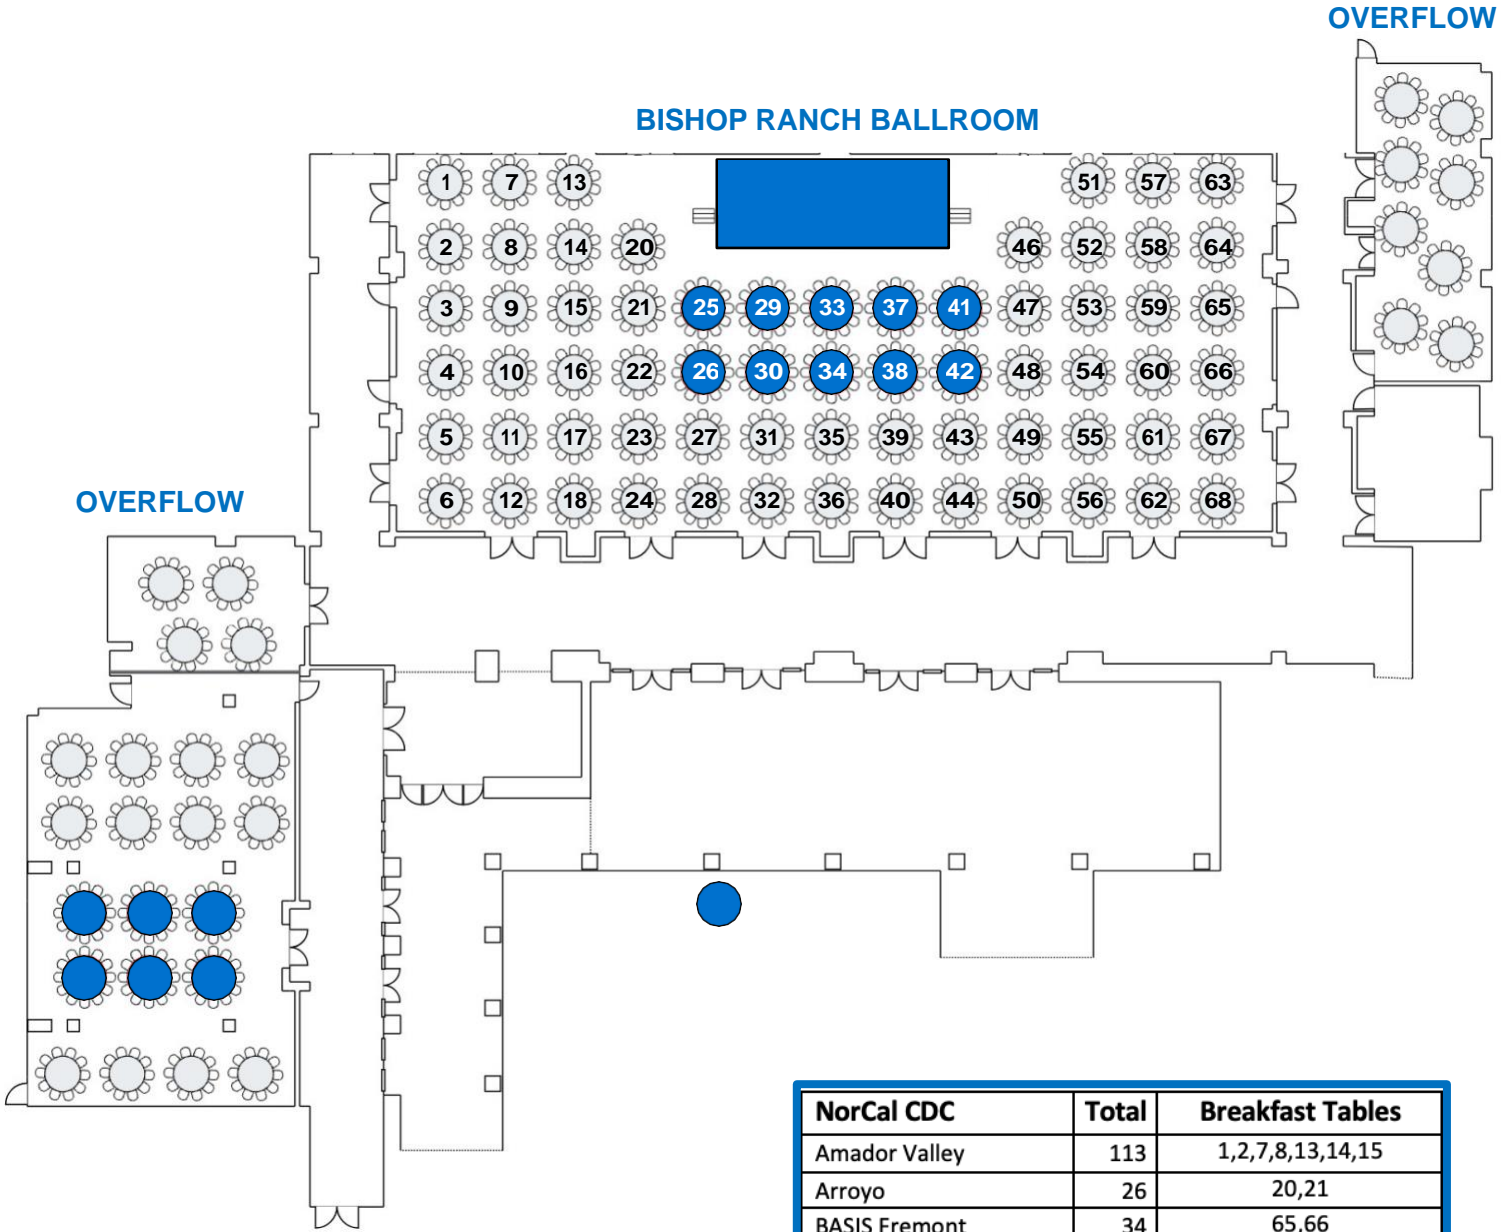 OVERFLOW
BISHOP RANCH BALLROOM
1 7 13 51 57 63
2 8 14 20 46 52 58 64
3 9 15 21 25 29 33 37 41 47 53 59 65
4 10 16 22 26 30 34 38 42 48 54 60 66
5 11 17 23 27 31 35 39 43 49 55 61 67
6 12 18 24 28 32 36 40 44 50 56 62 68
OVERFLOW
NorCal CDC Total Breakfast Tables
Amador Valley 113 1,2,7,8,13,14,15
Arroyo 26 20,21
BASIS Fremont 34 65,66